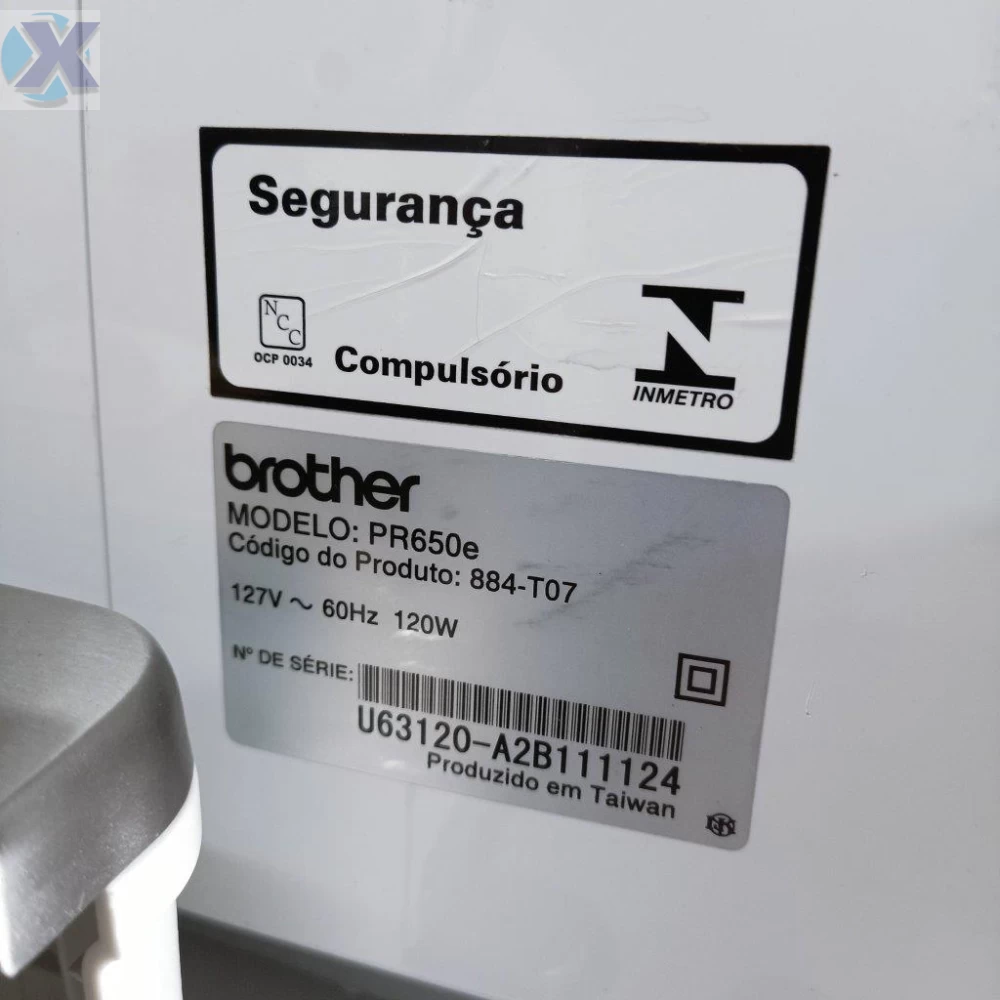 X
Segurança
N
C
C
OCP 0034
Compulsório
N
INMETRO
brother
MODELO: PR650e
Código do Produto: 884-T07
127V ~ 60Hz 120W
Nº DE SÉRIE:
U63120-A2B111124
Produzido em Taiwan